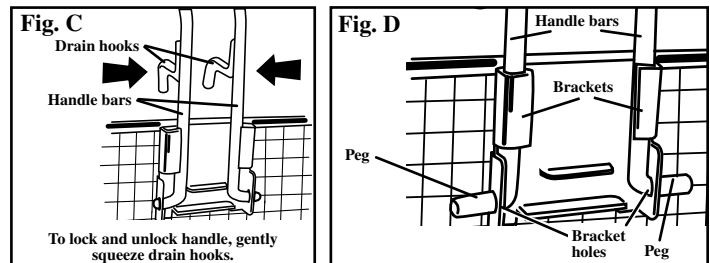 Fig. C
Drain hooks
Handle bars
To lock and unlock handle, gently
squeeze drain hooks.
Fig. D
Handle bars
Brackets
Peg
Bracket
holes
Peg